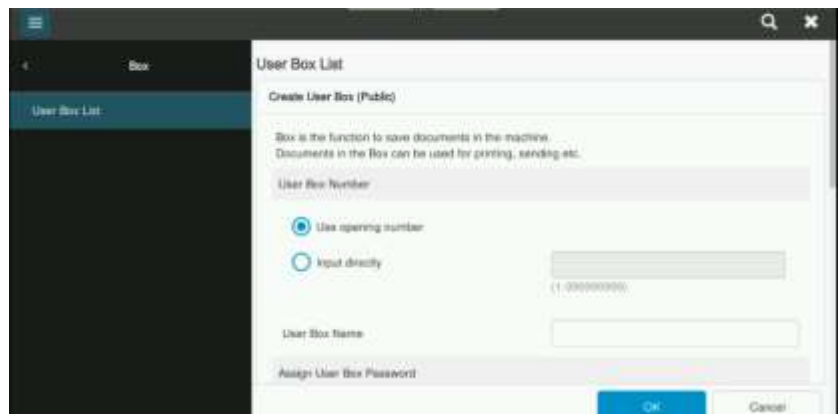 Box
User Box List
User Box List
Create User Box (Public)
Box is the function to save documents in the machine.
Documents in the Box can be used for printing, sending etc.
User Box Number
Use opening number
Input directly
User Box Name
Assign User Box Password
OK
Cancel